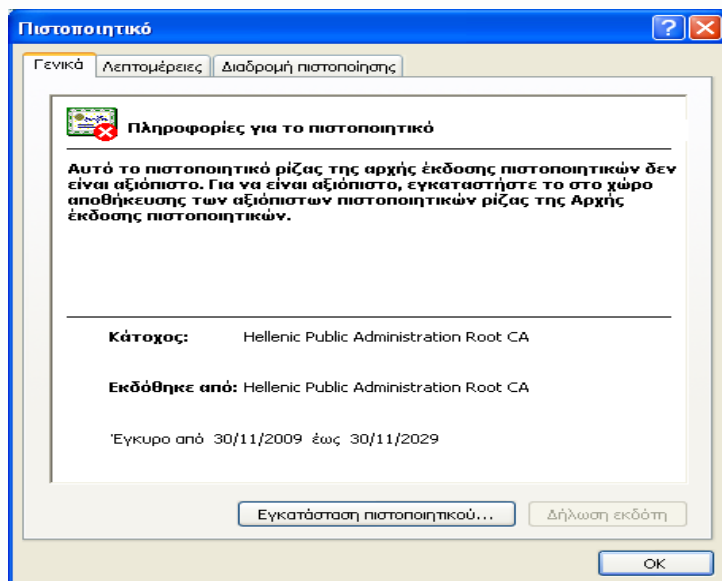 Πιστοποιητικό
Γενικά Λεπτομέρειες Διαδρομή πιστοποίησης
Πληροφορίες για το πιστοποιητικό
Αυτό το πιστοποιητικό ρίζας της αρχής έκδοσης πιστοποιητικών δεν
είναι αξιόπιστο. Για να είναι αξιόπιστο, εγκαταστήστε το στο χώρο
αποθήκευσης των αξιόπιστων πιστοποιητικών ρίζας της Αρχής
έκδοσης πιστοποιητικών.
Κάτοχος: Hellenic Public Administration Root CA
Εκδόθηκε από: Hellenic Public Administration Root CA
Έγκυρο από 30/11/2009 έως 30/11/2029
Εγκατάσταση πιστοποιητικού... Δήλωση εκδότη
OK